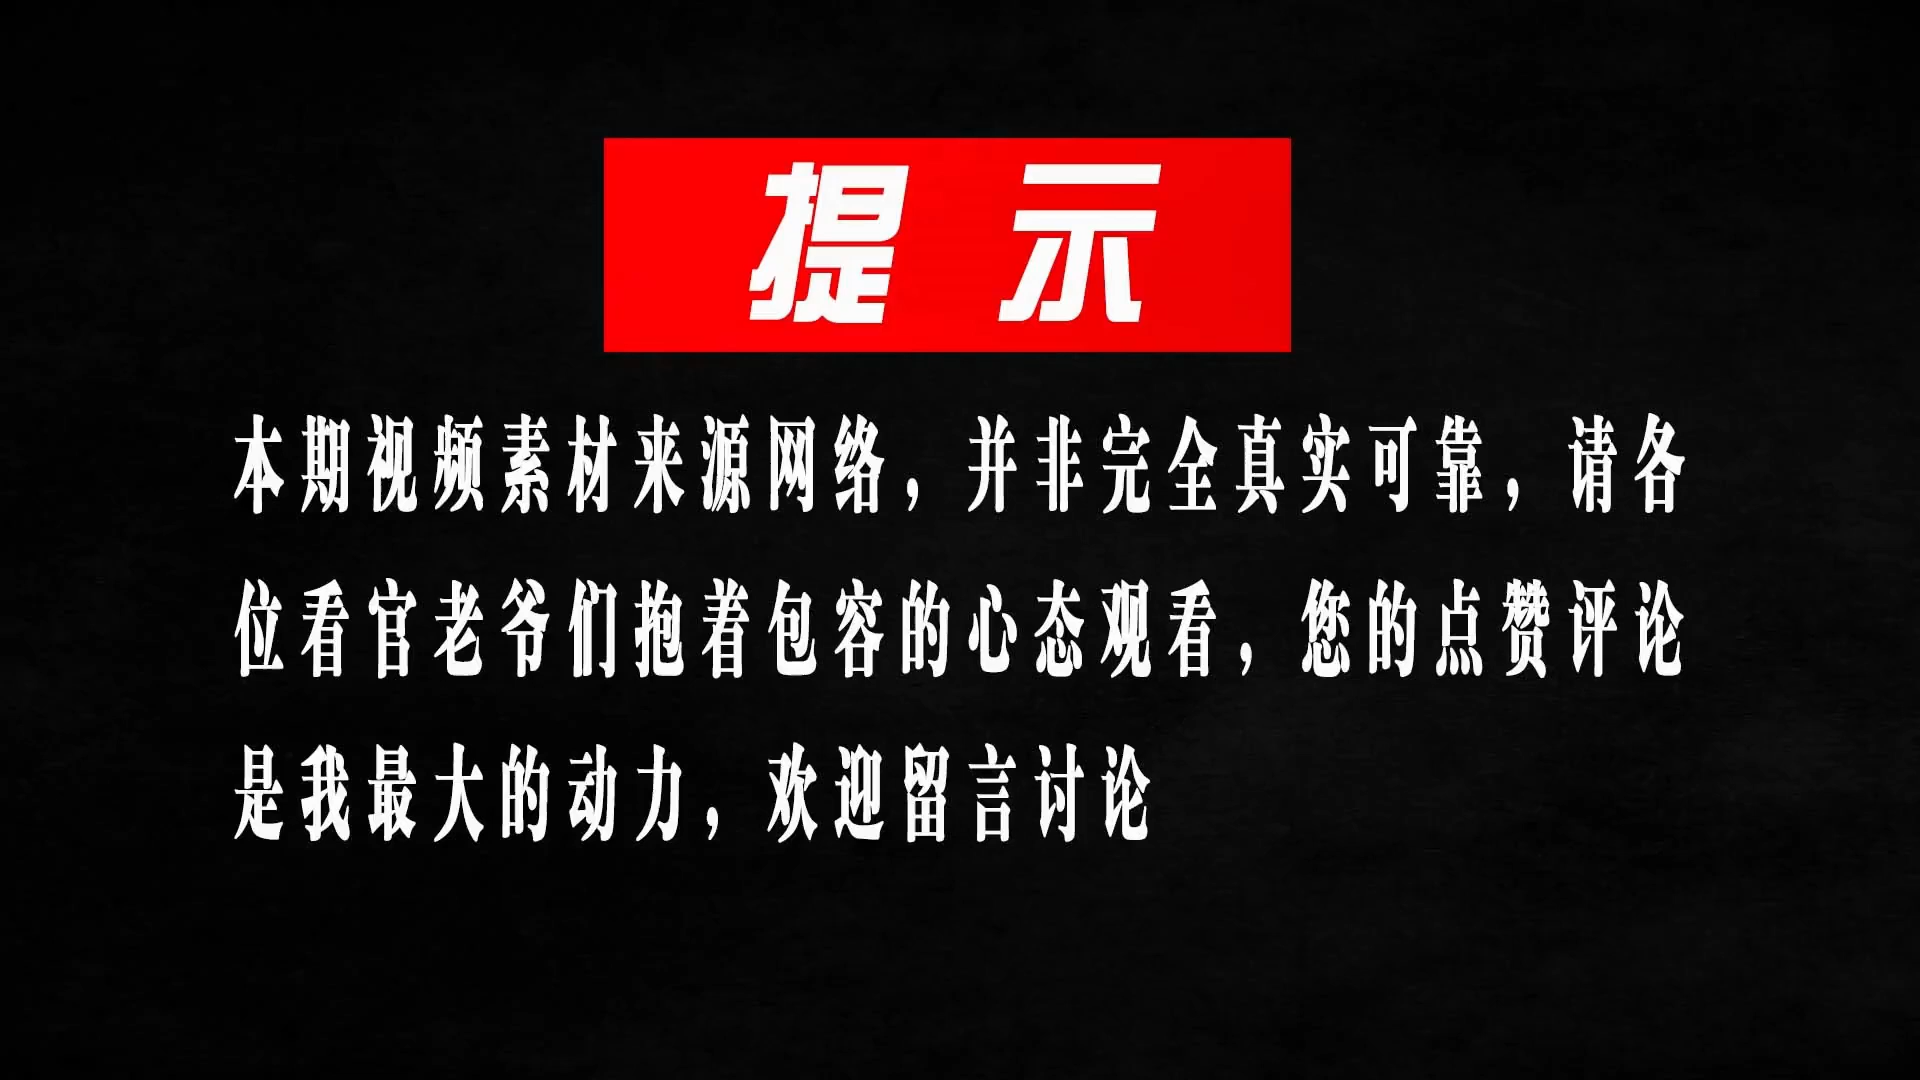 提示
本期视频素材来源网络，并非完全真实可靠，请各
位看官老爷们抱着包容的心态观看，您的点赞评论
是我最大的动力，欢迎留言讨论